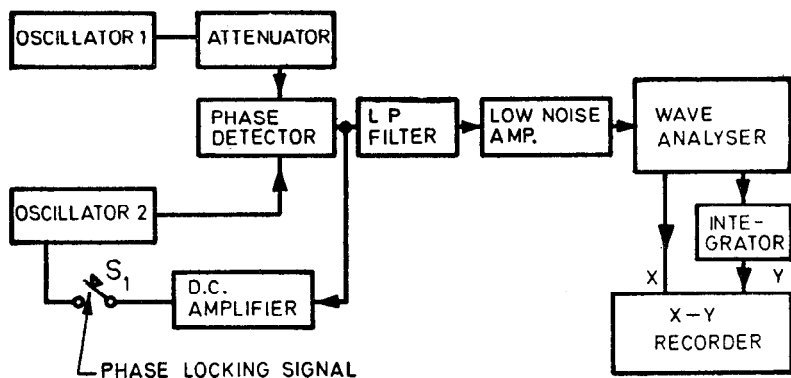 OSCILLATOR 1
ATTENUATOR
PHASE
DETECTOR
L P
FILTER
LOW NOISE
AMP.
WAVE
ANALYSER
OSCILLATOR 2
INTE-
GRATOR
S1
D.C.
AMPLIFIER
X
Y
X-Y
RECORDER
PHASE LOCKING SIGNAL